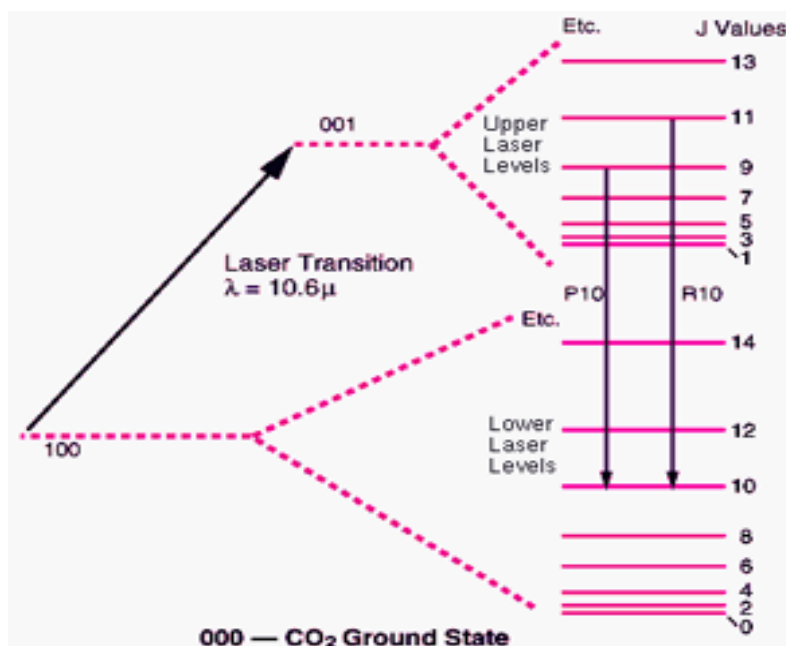 Etc.
J Values
13
001
Upper
Laser
Levels
11
9
7
5
3
1
Laser Transition
λ = 10.6μ
P10
R10
Etc.
14
100
Lower
Laser
Levels
12
10
8
6
4
2
0
000 — CO₂ Ground State